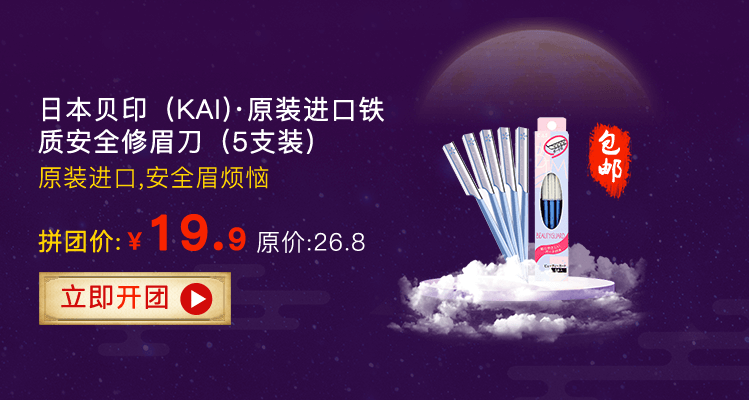 日本贝印（KAI)·原装进口铁
质安全修眉刀（5支装）
原装进口,安全眉烦恼
拼团价:￥19.9 原价:26.8
立即开团
包邮
BEAUTY GUARD